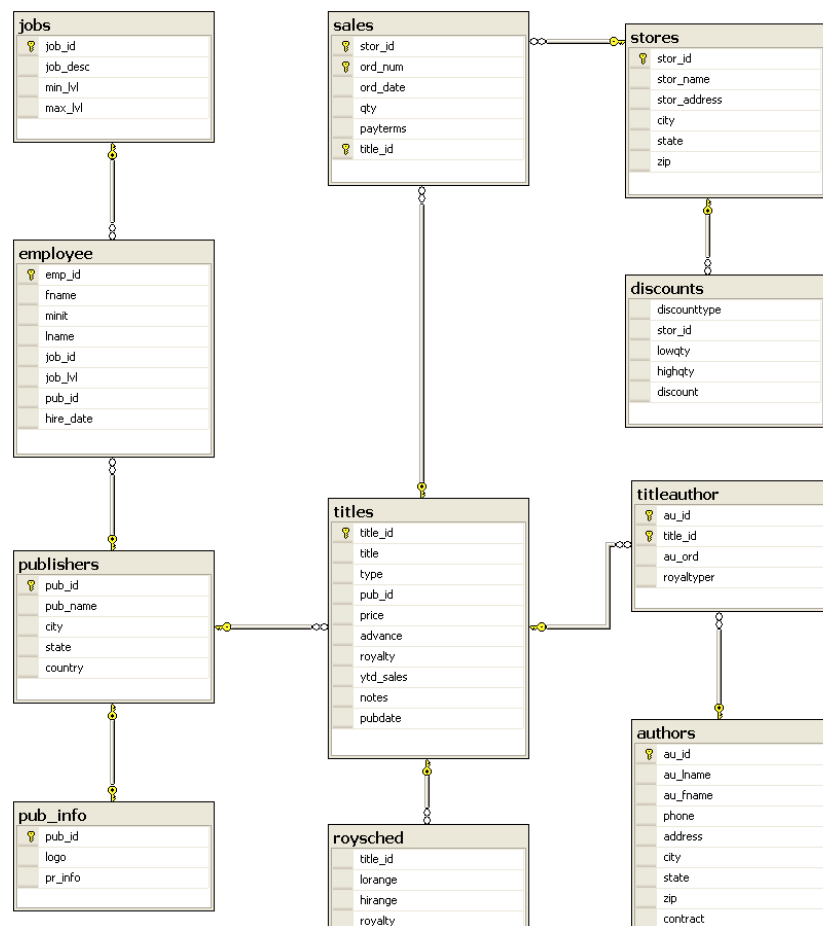 jobs
job_id
job_desc
min_lvl
max_lvl
sales
stor_id
ord_num
ord_date
qty
payterms
title_id
stores
stor_id
stor_name
stor_address
city
state
zip
employee
emp_id
fname
minit
lname
job_id
job_lvl
pub_id
hire_date
discounts
discounttype
stor_id
lowqty
highqty
discount
titles
title_id
title
type
pub_id
price
advance
royalty
ytd_sales
notes
pubdate
titleauthor
au_id
title_id
au_ord
royaltyper
publishers
pub_id
pub_name
city
state
country
authors
au_id
au_lname
au_fname
phone
address
city
state
zip
contract
pub_info
pub_id
logo
pr_info
roysched
title_id
lorange
hirange
royalty